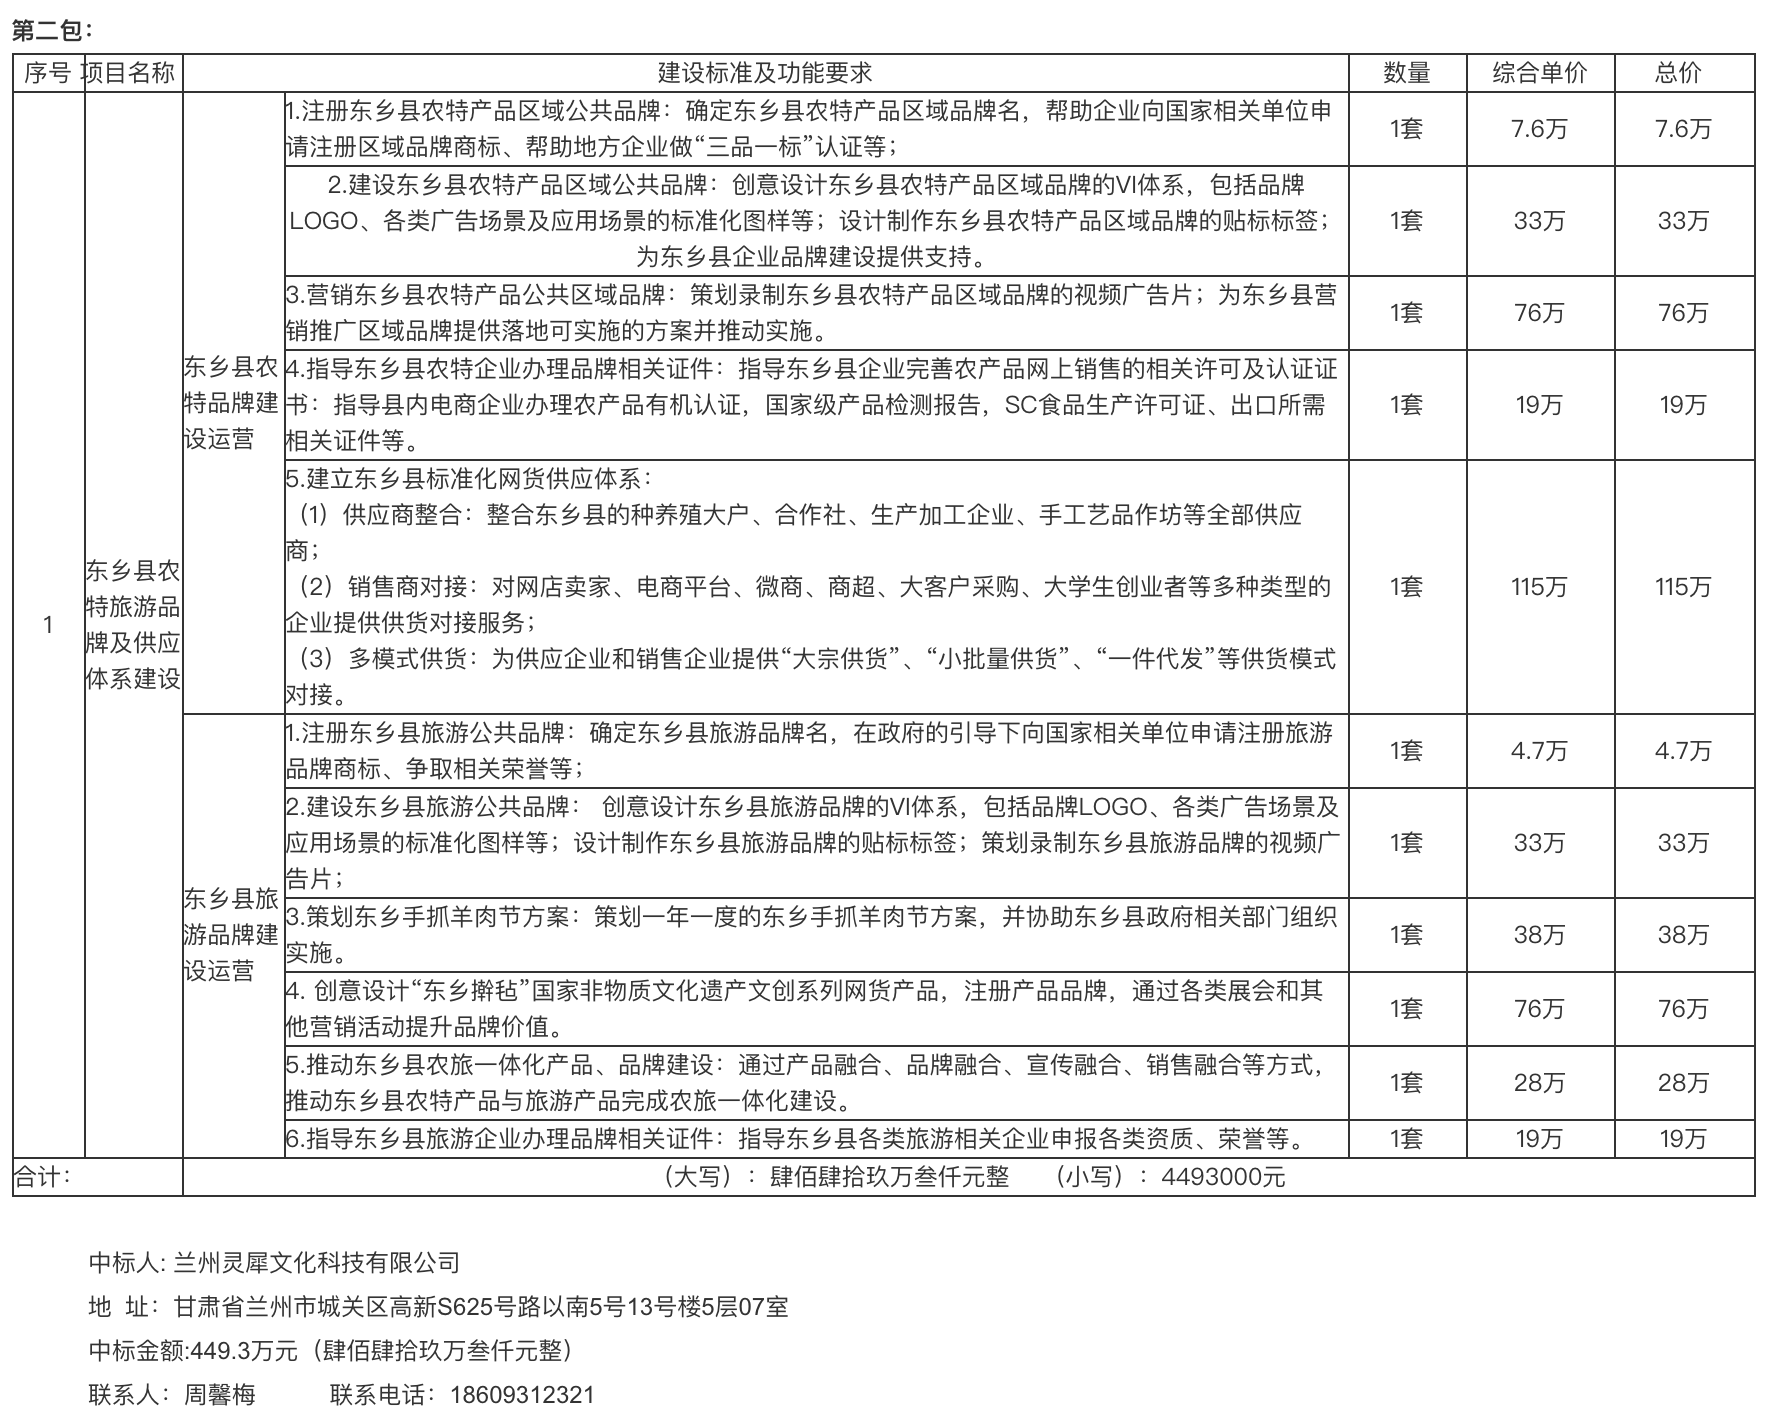 第二包：
序号 项目名称 建设标准及功能要求 数量 综合单价 总价
1
东乡县农
特旅游品
牌及供应
体系建设
东乡县农
特品牌建
设运营
1.注册东乡县农特产品区域公共品牌：确定东乡县农特产品区域品牌名，帮助企业向国家相关单位申
请注册区域品牌商标、帮助地方企业做“三品一标”认证等；
1套 7.6万 7.6万
2.建设东乡县农特产品区域公共品牌：创意设计东乡县农特产品区域品牌的VI体系，包括品牌
LOGO、各类广告场景及应用场景的标准化图样等；设计制作东乡县农特产品区域品牌的贴标标签；
为东乡县企业品牌建设提供支持。
1套 33万 33万
3.营销东乡县农特产品公共区域品牌：策划录制东乡县农特产品区域品牌的视频广告片；为东乡县营
销推广区域品牌提供落地可实施的方案并推动实施。
1套 76万 76万
4.指导东乡县农特企业办理品牌相关证件：指导东乡县企业完善农产品网上销售的相关许可及认证证
书：指导县内电商企业办理农产品有机认证，国家级产品检测报告，SC食品生产许可证、出口所需
相关证件等。
1套 19万 19万
5.建立东乡县标准化网货供应体系：
（1）供应商整合：整合东乡县的种养殖大户、合作社、生产加工企业、手工艺品作坊等全部供应
商；
（2）销售商对接：对网店卖家、电商平台、微商、商超、大客户采购、大学生创业者等多种类型的
企业提供供货对接服务；
（3）多模式供货：为供应企业和销售企业提供“大宗供货”、“小批量供货”、“一件代发”等供货模式
对接。
1套 115万 115万
东乡县旅
游品牌建
设运营
1.注册东乡县旅游公共品牌：确定东乡县旅游品牌名，在政府的引导下向国家相关单位申请注册旅游
品牌商标、争取相关荣誉等；
1套 4.7万 4.7万
2.建设东乡县旅游公共品牌： 创意设计东乡县旅游品牌的VI体系，包括品牌LOGO、各类广告场景及
应用场景的标准化图样等；设计制作东乡县旅游品牌的贴标标签；策划录制东乡县旅游品牌的视频广
告片；
1套 33万 33万
3.策划东乡手抓羊肉节方案：策划一年一度的东乡手抓羊肉节方案，并协助东乡县政府相关部门组织
实施。
1套 38万 38万
4. 创意设计“东乡擀毡”国家非物质文化遗产文创系列网货产品，注册产品品牌，通过各类展会和其
他营销活动提升品牌价值。
1套 76万 76万
5.推动东乡县农旅一体化产品、品牌建设：通过产品融合、品牌融合、宣传融合、销售融合等方式，
推动东乡县农特产品与旅游产品完成农旅一体化建设。
1套 28万 28万
6.指导东乡县旅游企业办理品牌相关证件：指导东乡县各类旅游相关企业申报各类资质、荣誉等。
1套 19万 19万
合计： （大写）：肆佰肆拾玖万叁仟元整 （小写）：4493000元
中标人: 兰州灵犀文化科技有限公司
地 址：甘肃省兰州市城关区高新S625号路以南5号13号楼5层07室
中标金额:449.3万元（肆佰肆拾玖万叁仟元整）
联系人：周馨梅 联系电话：18609312321